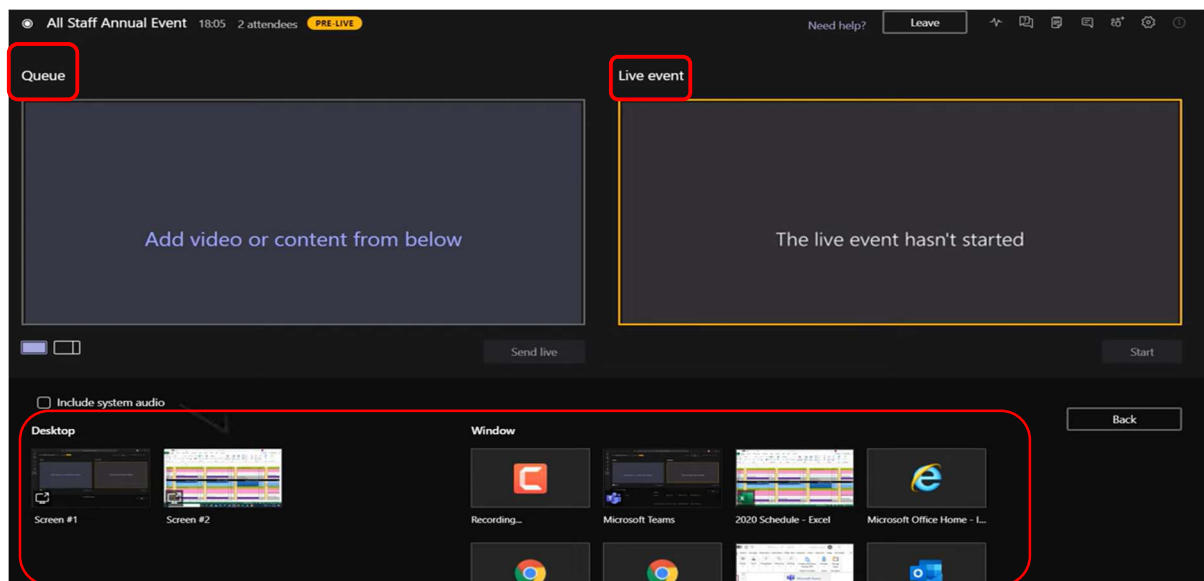 All Staff Annual Event 18:05 2 attendees PRE-LIVE Need help? Leave
Queue
Live event
Add video or content from below
The live event hasn't started
Send live
Start
Include system audio
Back
Desktop
Window
Screen #1
Screen #2
Recording...
Microsoft Teams
2020 Schedule - Excel
Microsoft Office Home - I...